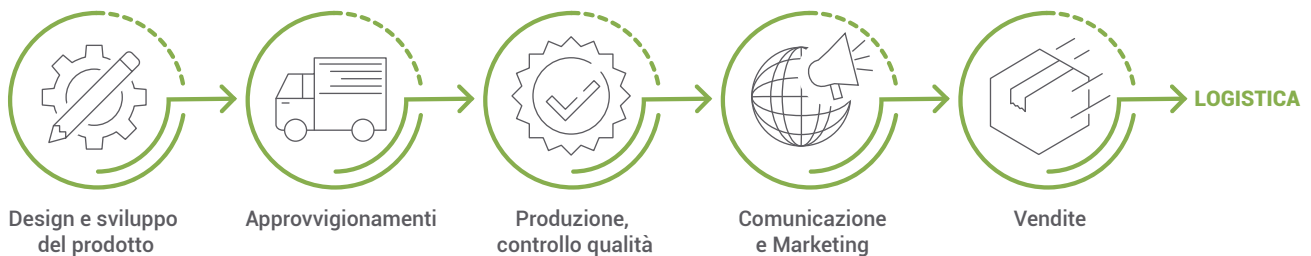 LOGISTICA
Design e sviluppo
del prodotto
Approvvigionamenti
Produzione,
controllo qualità
Comunicazione
e Marketing
Vendite